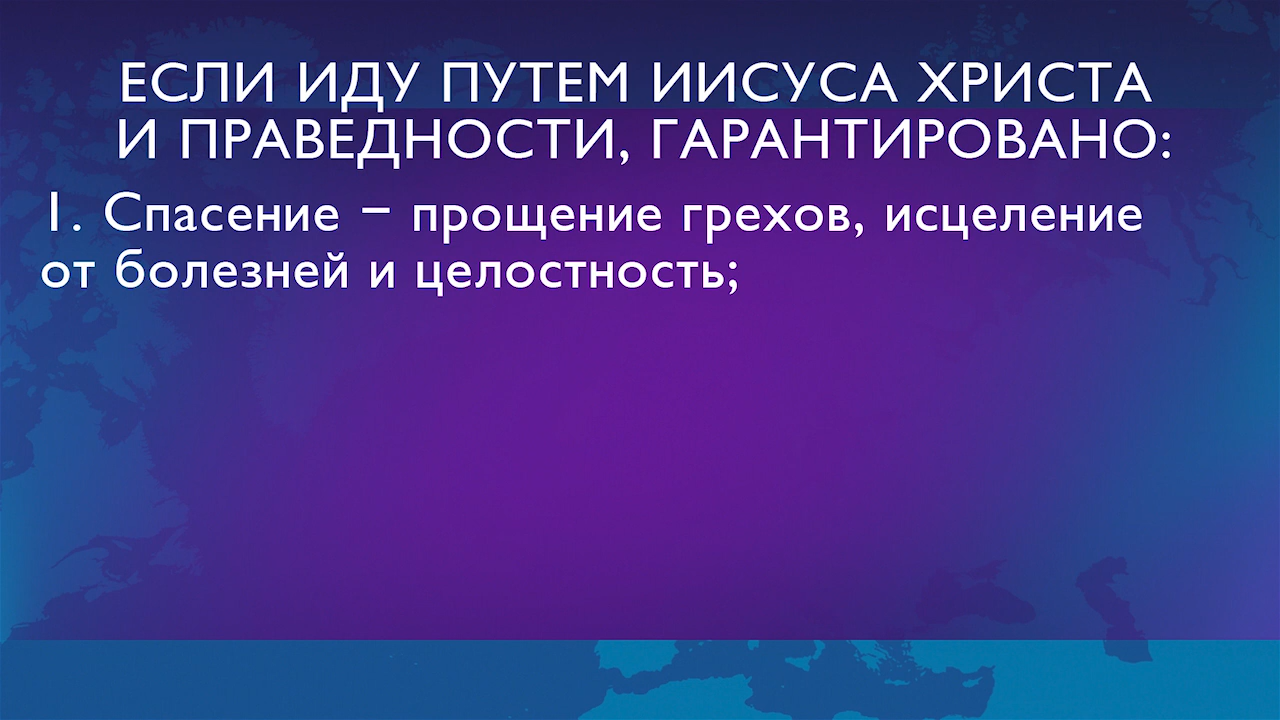 ЕСЛИ ИДУ ПУТЕМ ИИСУСА ХРИСТА
И ПРАВЕДНОСТИ, ГАРАНТИРОВАНО:
1. Спасение – прощение грехов, исцеление
от болезней и целостность;